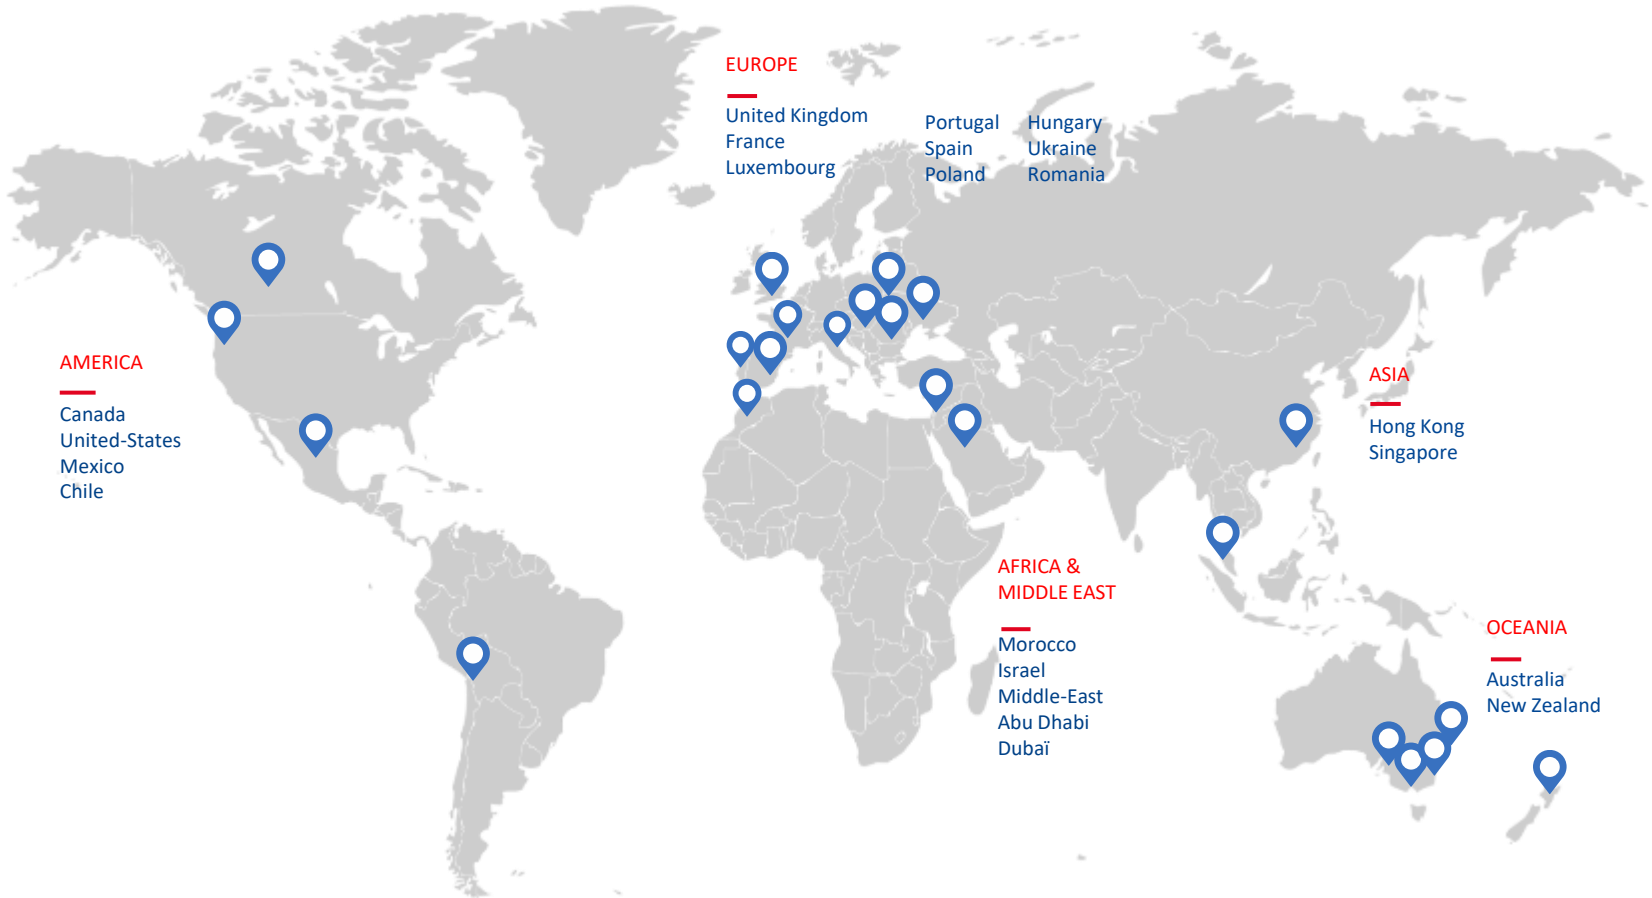 EUROPE
United Kingdom
France
Luxembourg
Portugal
Spain
Poland
Hungary
Ukraine
Romania
AMERICA
Canada
United-States
Mexico
Chile
ASIA
Hong Kong
Singapore
AFRICA &
MIDDLE EAST
Morocco
Israel
Middle-East
Abu Dhabi
Dubaï
OCEANIA
Australia
New Zealand